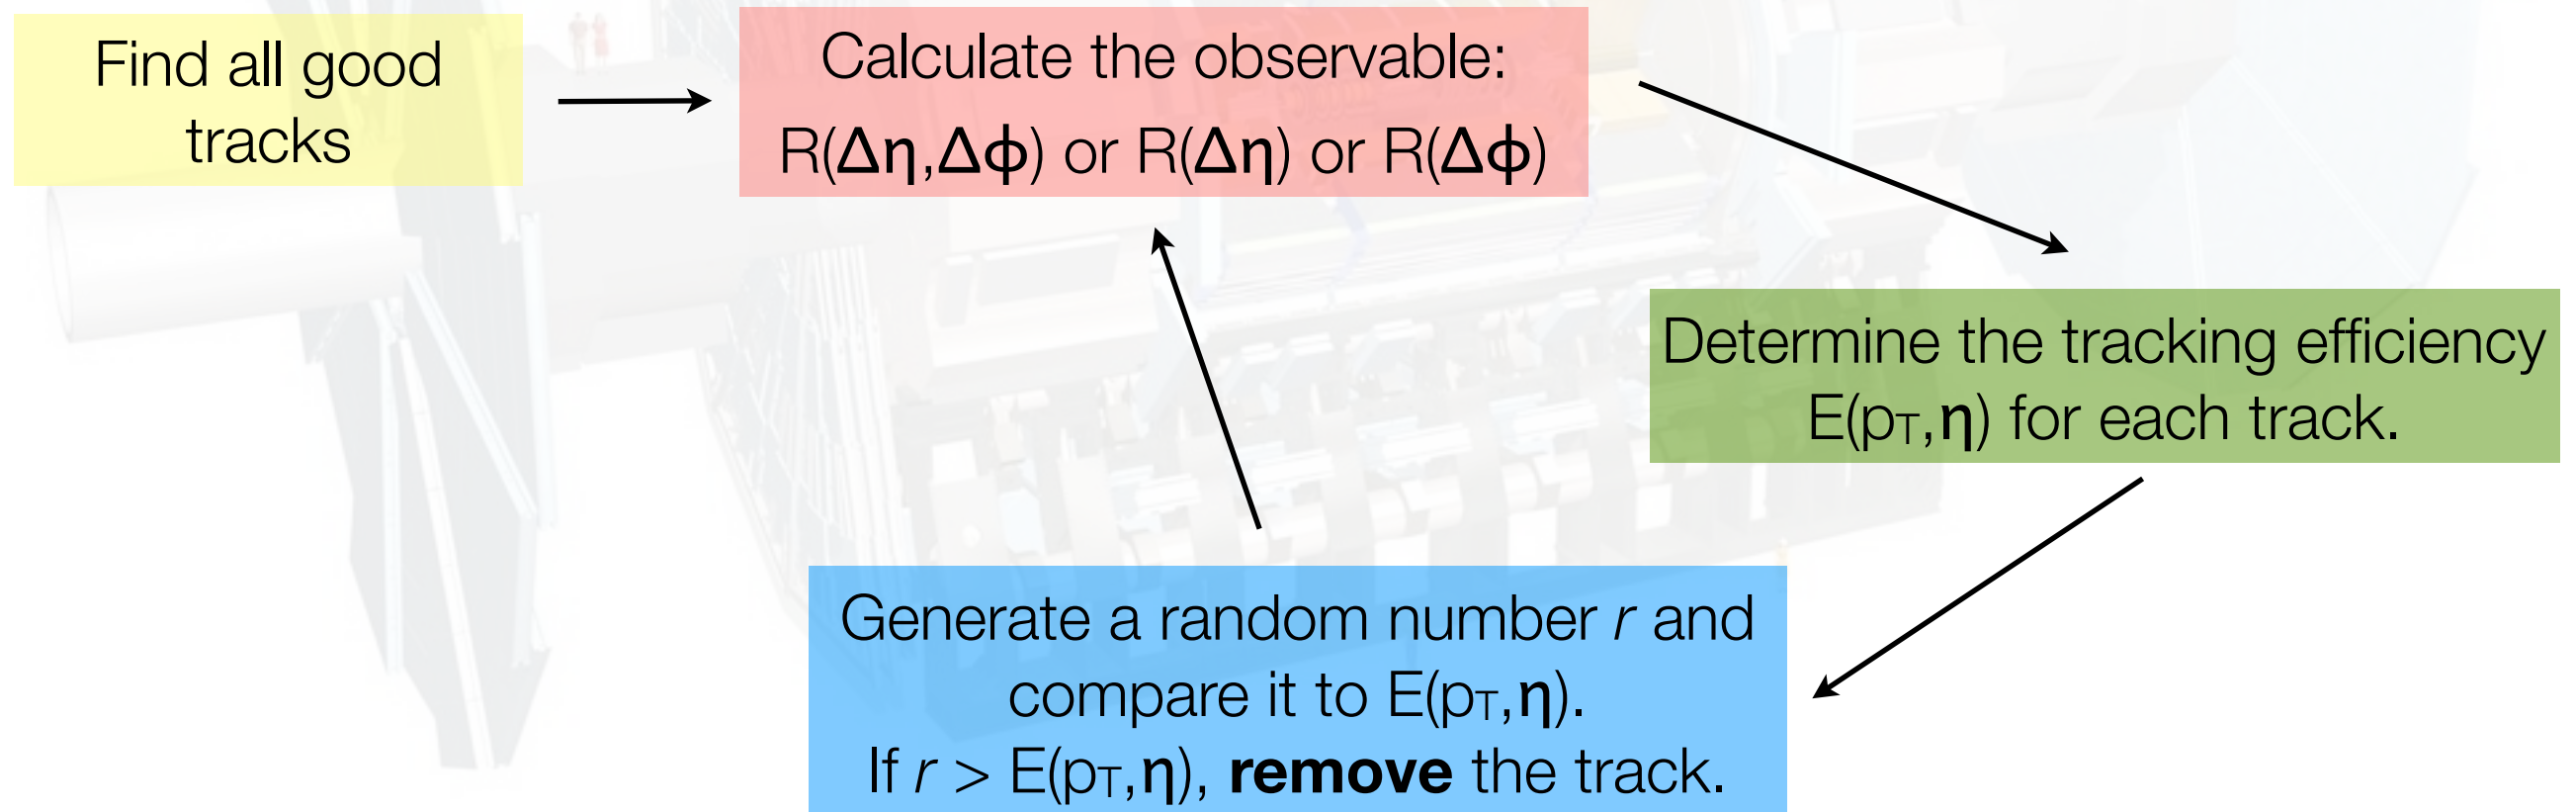 Find all good
tracks
Calculate the observable:
R(Δη,Δϕ) or R(Δη) or R(Δϕ)
Determine the tracking efficiency
E(pT,η) for each track.
Generate a random number r and
compare it to E(pT,η).
If r > E(pT,η), remove the track.